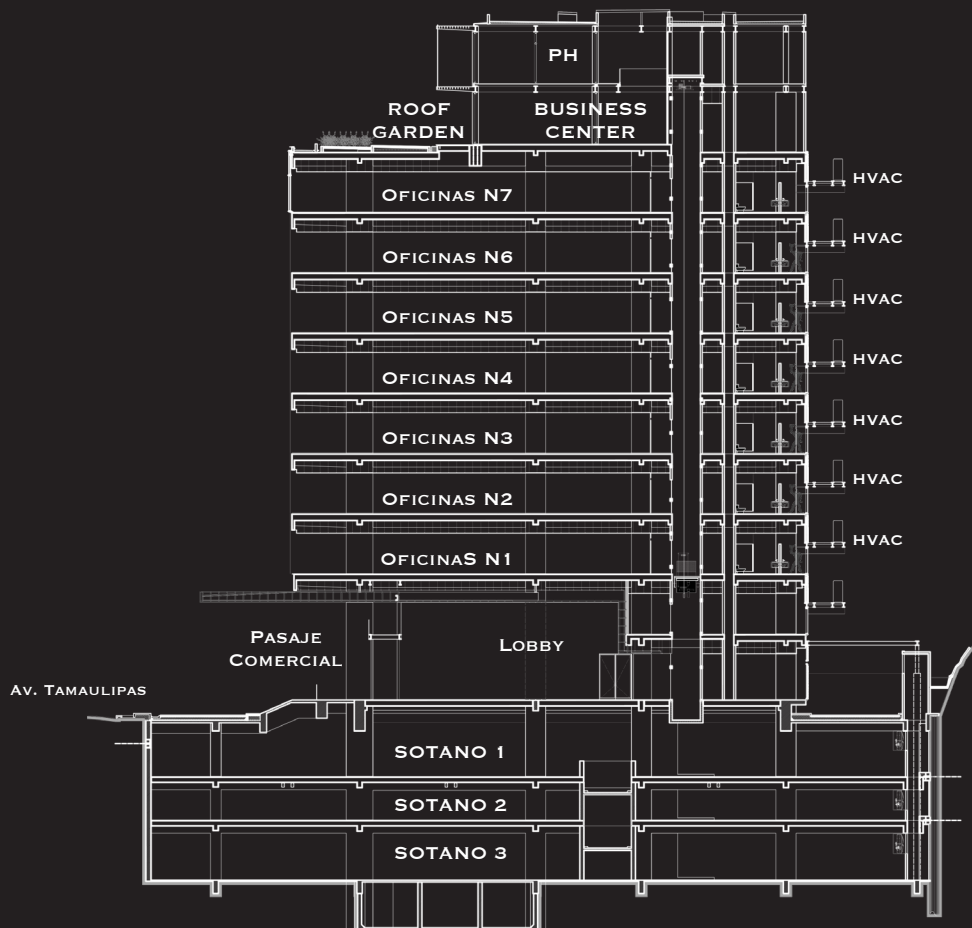 PH
ROOF
GARDEN
BUSINESS
CENTER
OFICINAS N7
HVAC
OFICINAS N6
HVAC
OFICINAS N5
HVAC
OFICINAS N4
HVAC
OFICINAS N3
HVAC
OFICINAS N2
HVAC
OFICINAS N1
HVAC
PASAJE
COMERCIAL
LOBBY
AV. TAMAULIPAS
SOTANO 1
SOTANO 2
SOTANO 3